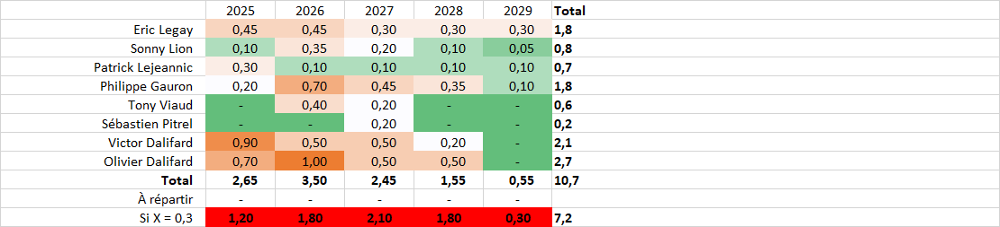 2025 2026 2027 2028 2029 Total
Eric Legay 0,45 0,45 0,30 0,30 0,30 1,8
Sonny Lion 0,10 0,35 0,20 0,10 0,05 0,8
Patrick Lejeannic 0,30 0,10 0,10 0,10 0,10 0,7
Philippe Gauron 0,20 0,70 0,45 0,35 0,10 1,8
Tony Viaud - 0,40 0,20 - - 0,6
Sébastien Pitrel - - 0,20 - - 0,2
Victor Dalifard 0,90 0,50 0,50 0,20 - 2,1
Olivier Dalifard 0,70 1,00 0,50 0,50 - 2,7
Total 2,65 3,50 2,45 1,55 0,55 10,7
À répartir - - - - -
Si X = 0,3 1,20 1,80 2,10 1,80 0,30 7,2